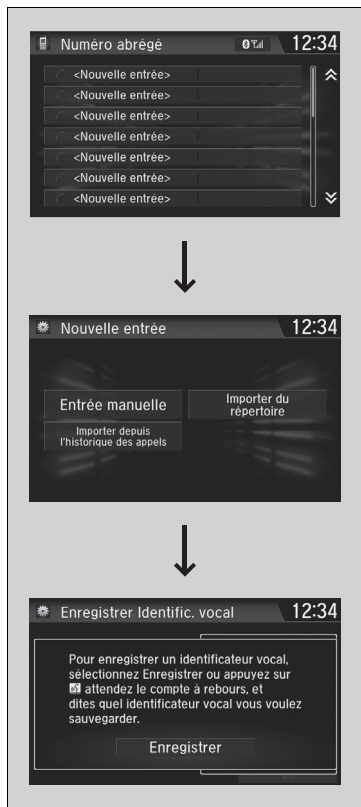 Numéro abrégé 12:34
<Nouvelle entrée>
<Nouvelle entrée>
<Nouvelle entrée>
<Nouvelle entrée>
<Nouvelle entrée>
<Nouvelle entrée>
<Nouvelle entrée>
Nouvelle entrée 12:34
Entrée manuelle
Importer du
répertoire
Importer depuis
l'historique des appels
Enregistrer Identific. vocal 12:34
Pour enregistrer un identificateur vocal,
sélectionnez Enregistrer ou appuyez sur
attendez le compte à rebours, et
dites quel identificateur vocal vous voulez
sauvegarder.
Enregistrer